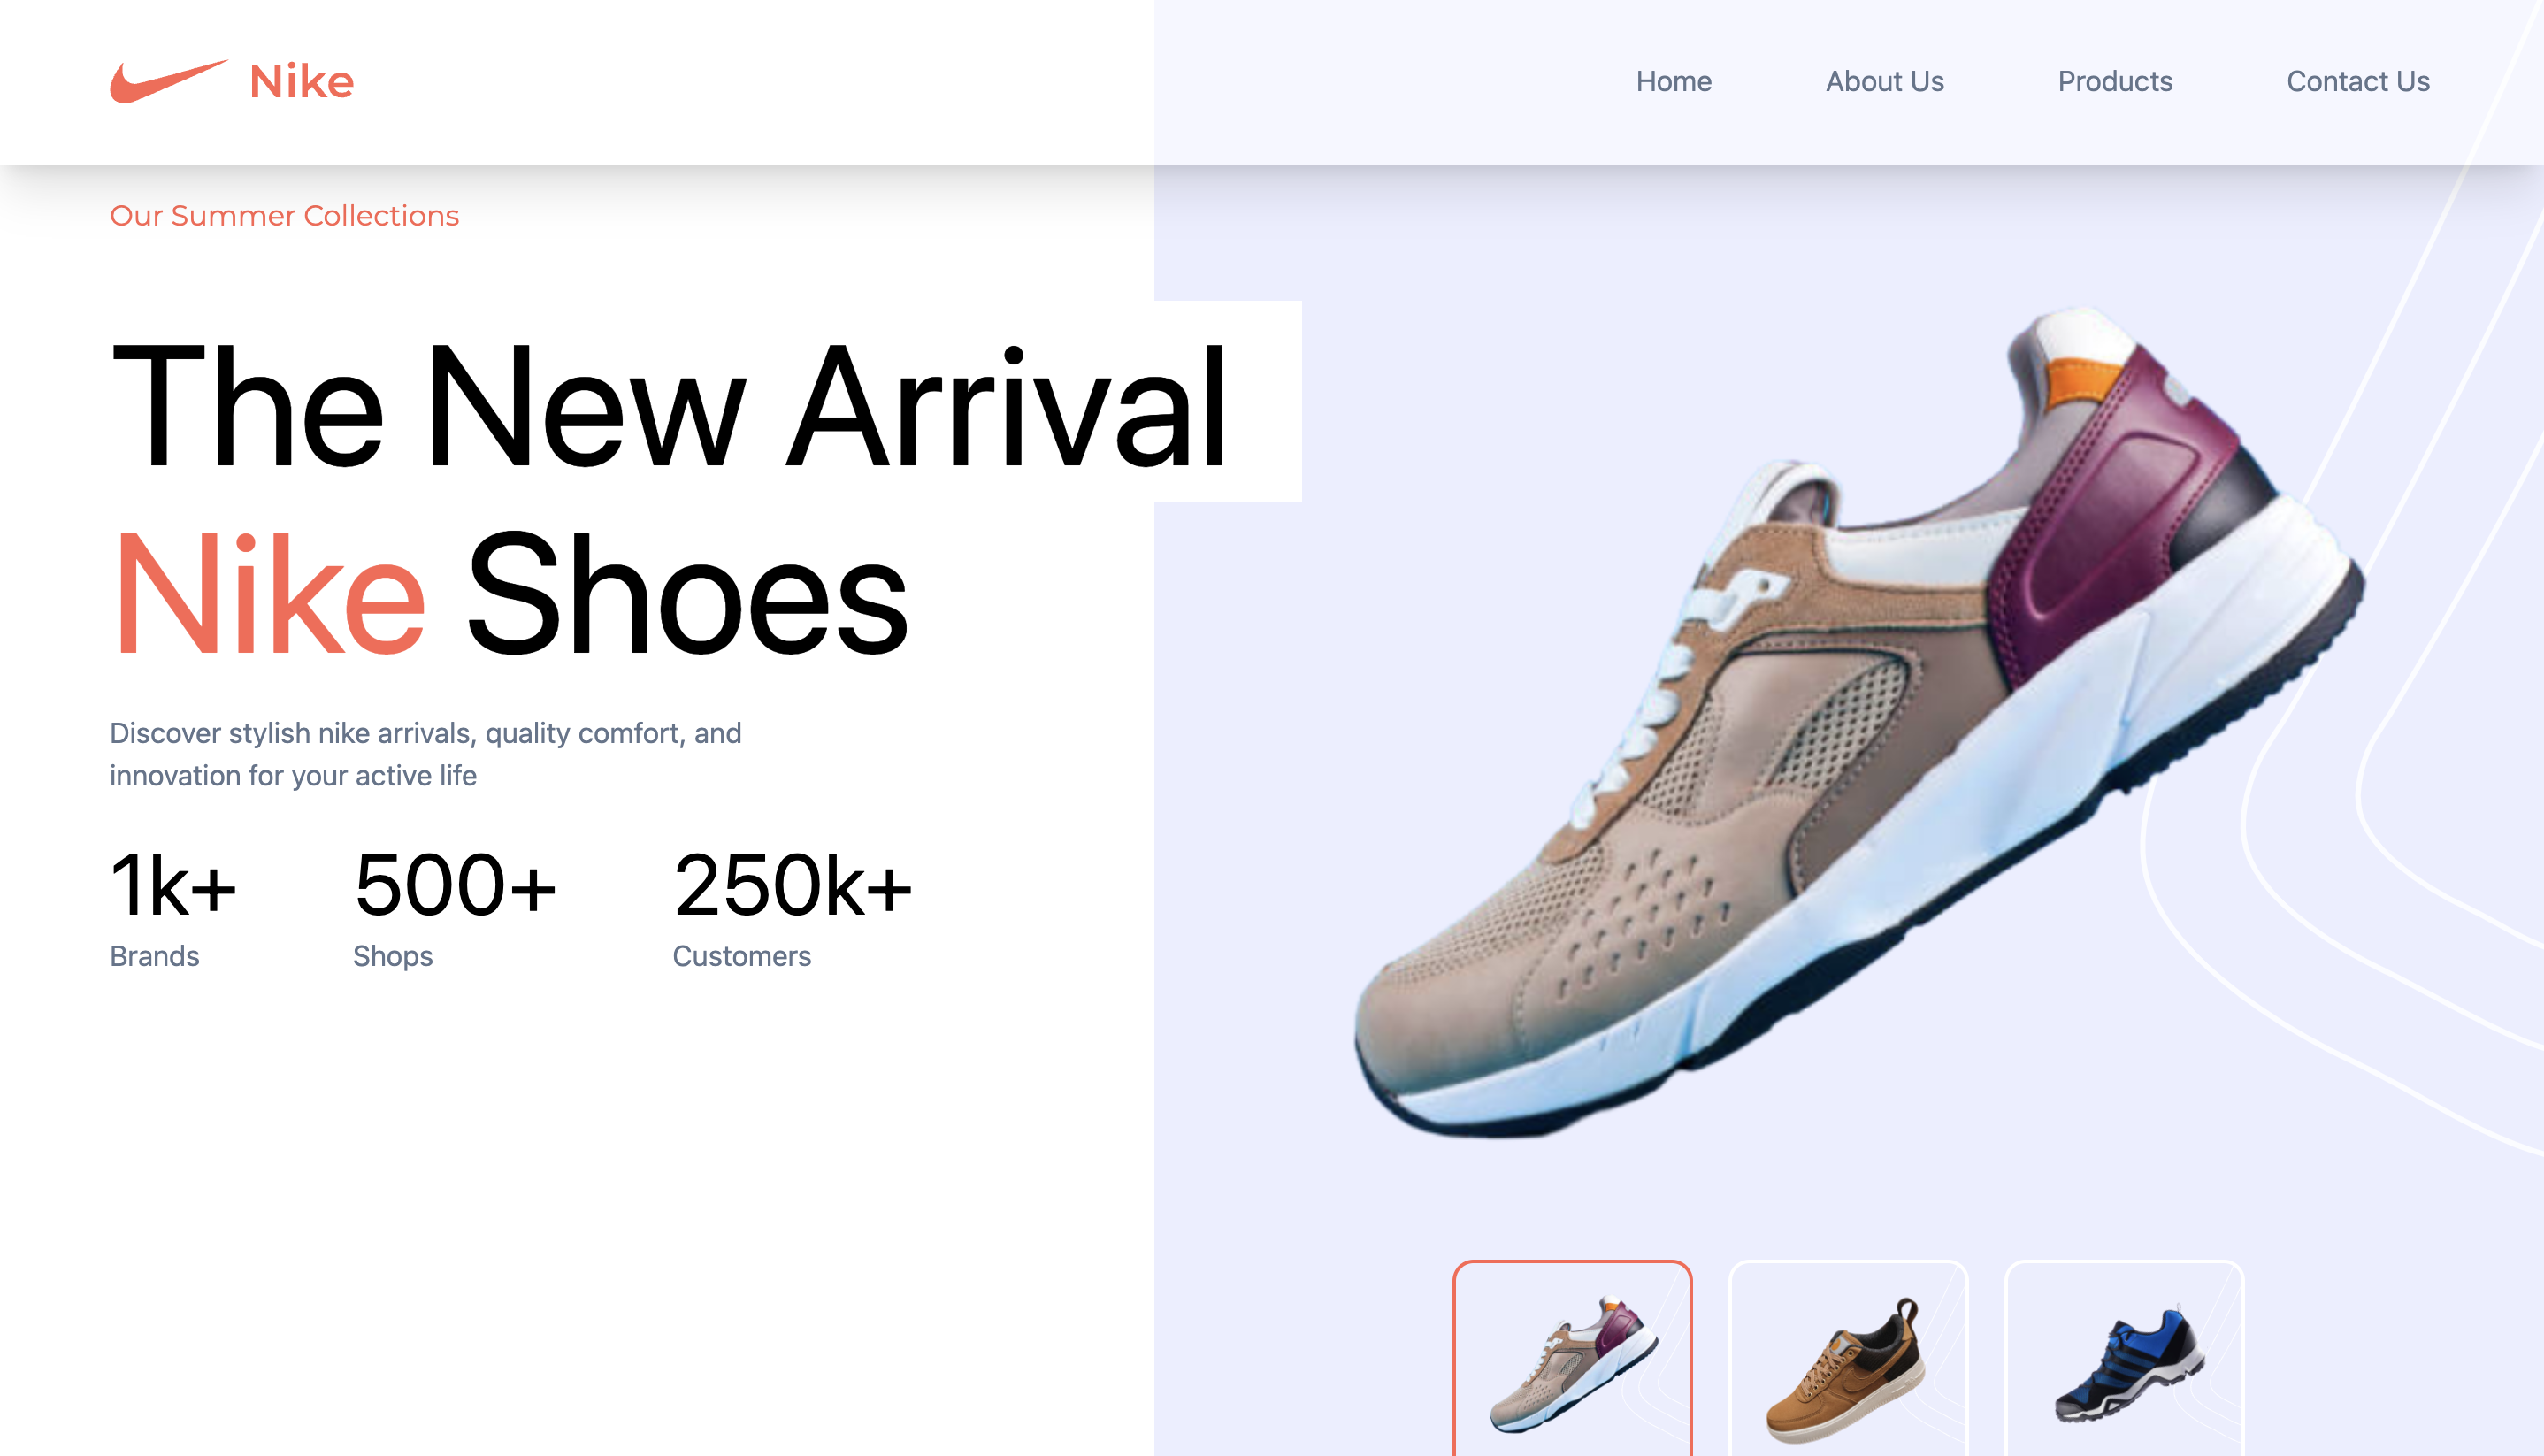 Nike
Home
About Us
Products
Contact Us
Our Summer Collections
The New Arrival
Nike Shoes
Discover stylish nike arrivals, quality comfort, and
innovation for your active life
1k+
500+
250k+
Brands
Shops
Customers